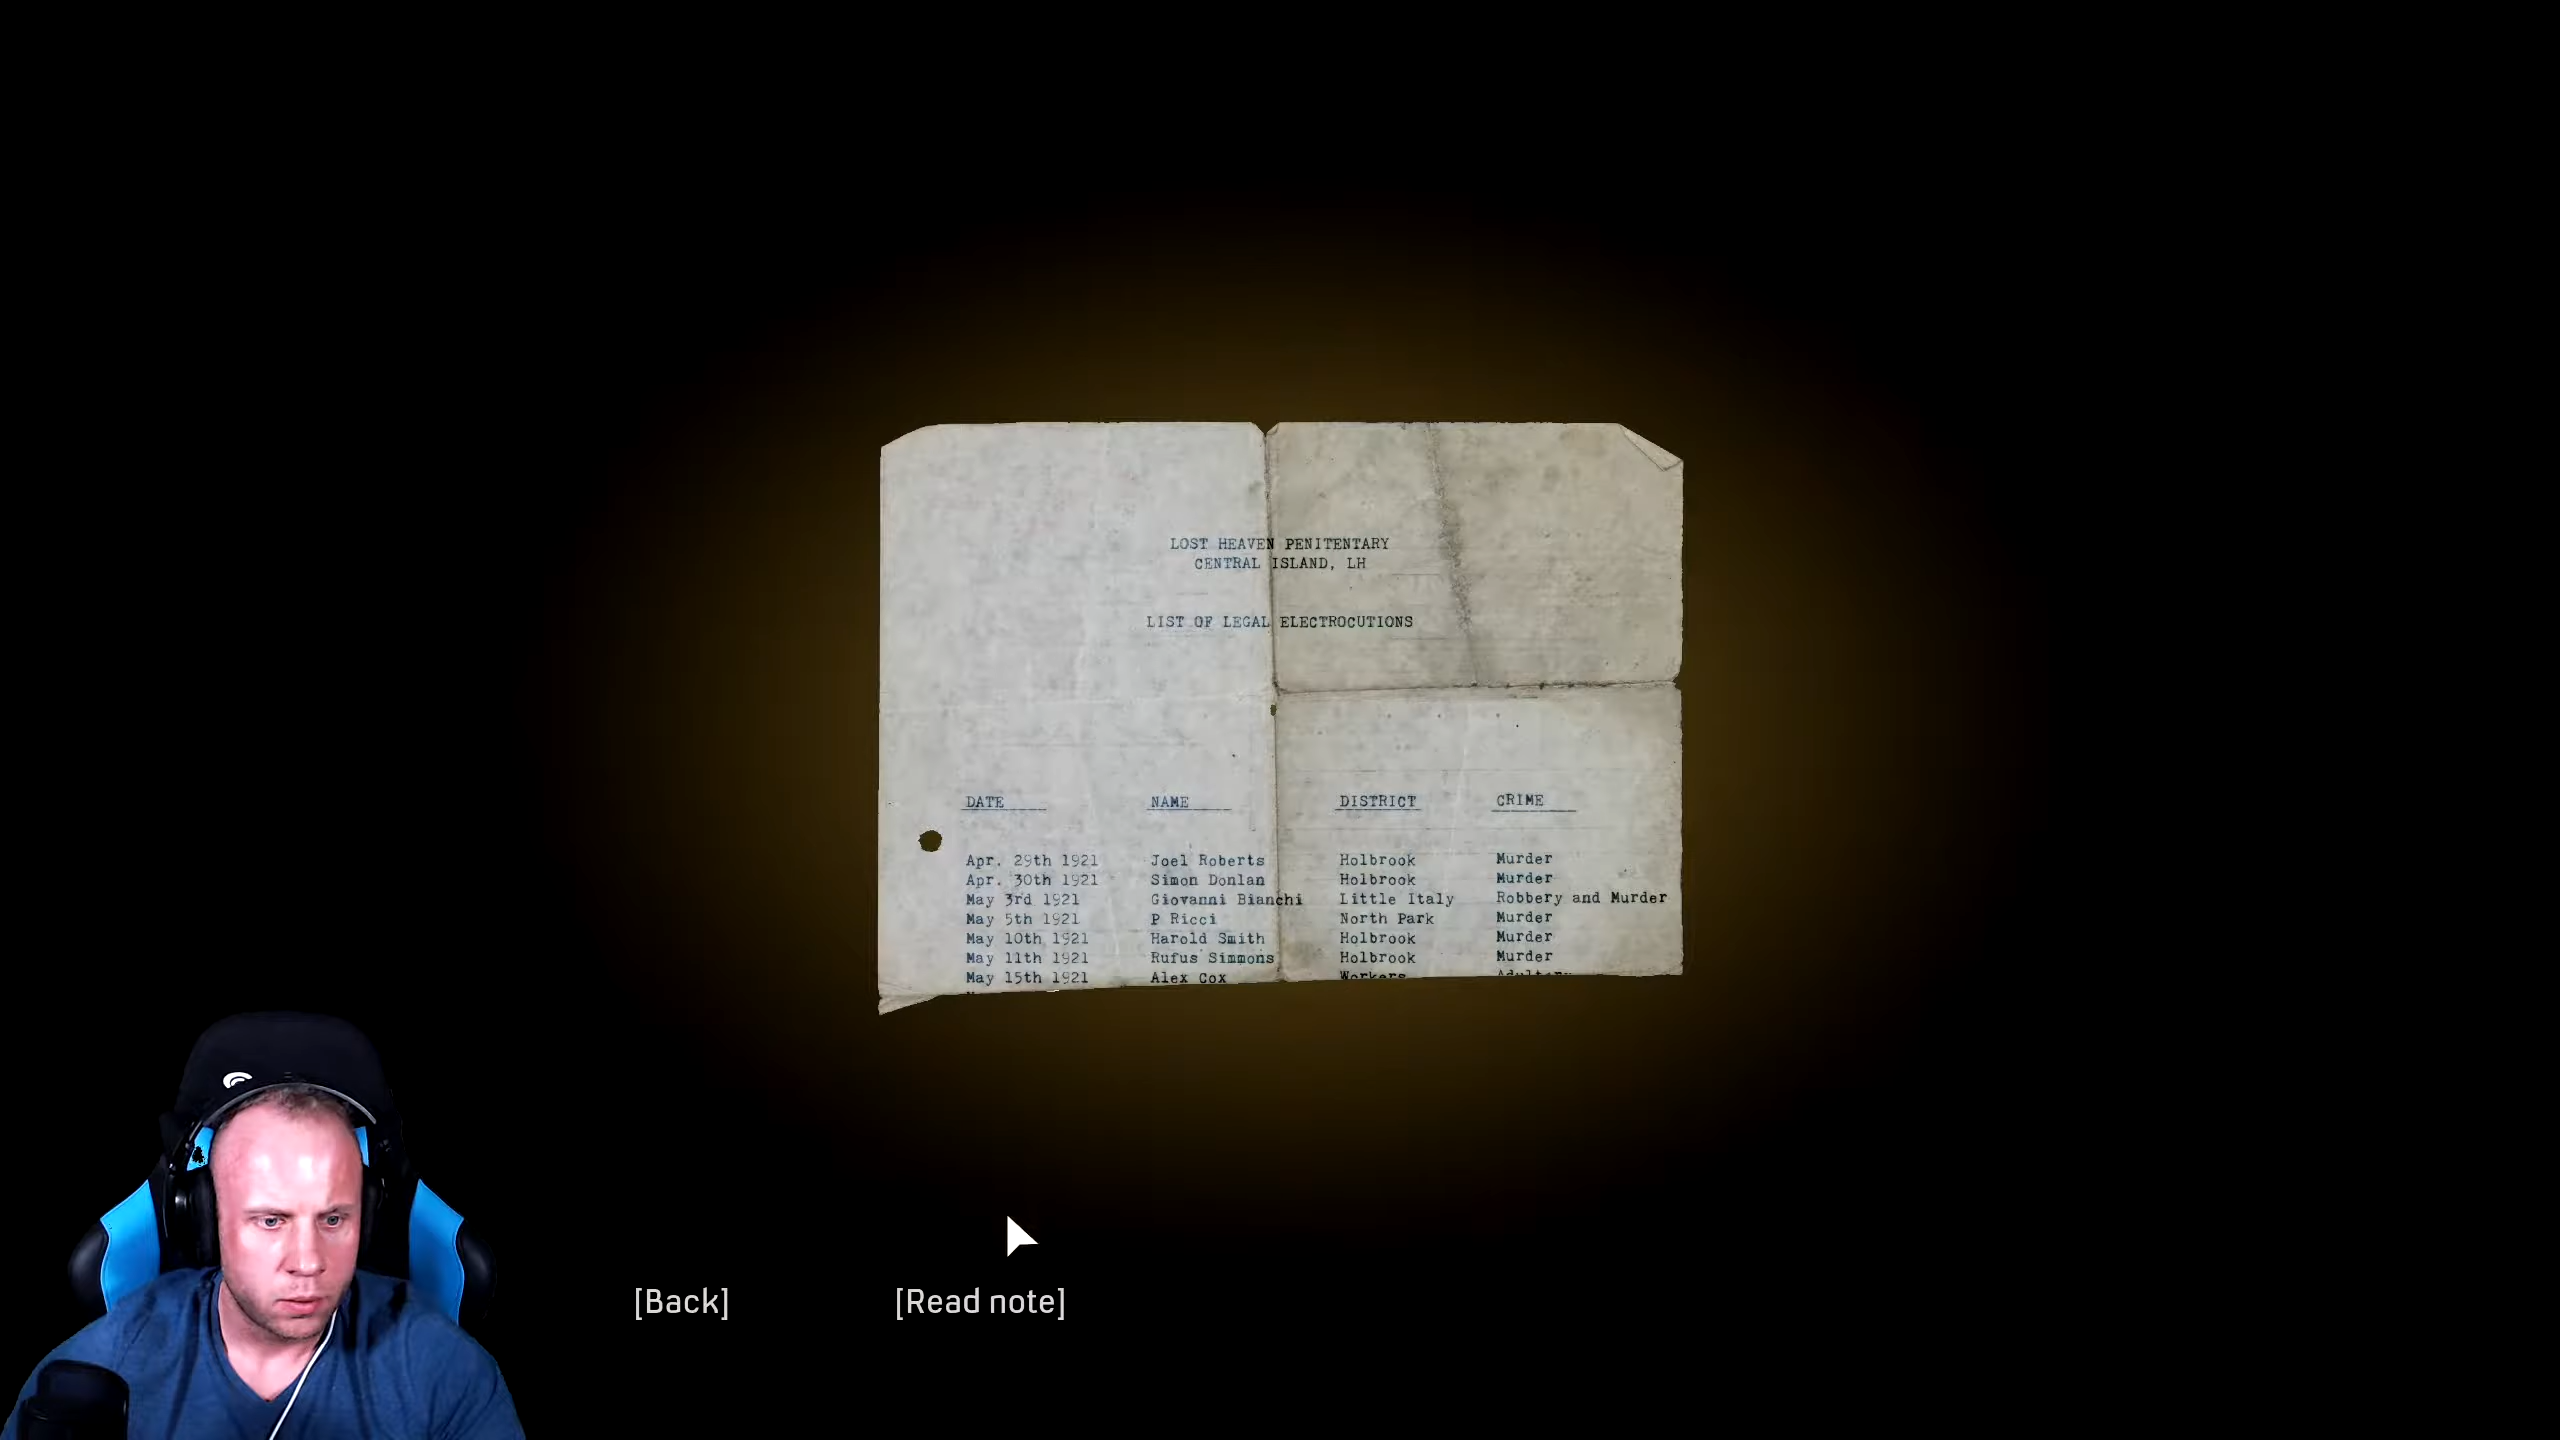 LOST HEAVEN PENITENTARY
CENTRAL ISLAND, LH
LIST OF LEGAL ELECTROCUTIONS
DATE NAME DISTRICT CRIME
Apr. 29th 1921 Joel Roberts Holbrook Murder
Apr. 30th 1921 Simon Donlan Holbrook Murder
May 3rd 1921 Giovanni Bianchi Little Italy Robbery and Murder
May 5th 1921 P Ricci North Park Murder
May 10th 1921 Harold Smith Holbrook Murder
May 11th 1921 Rufus Simmons Holbrook Murder
May 15th 1921 Alex Cox Workers Adultery
[Back] [Read note]